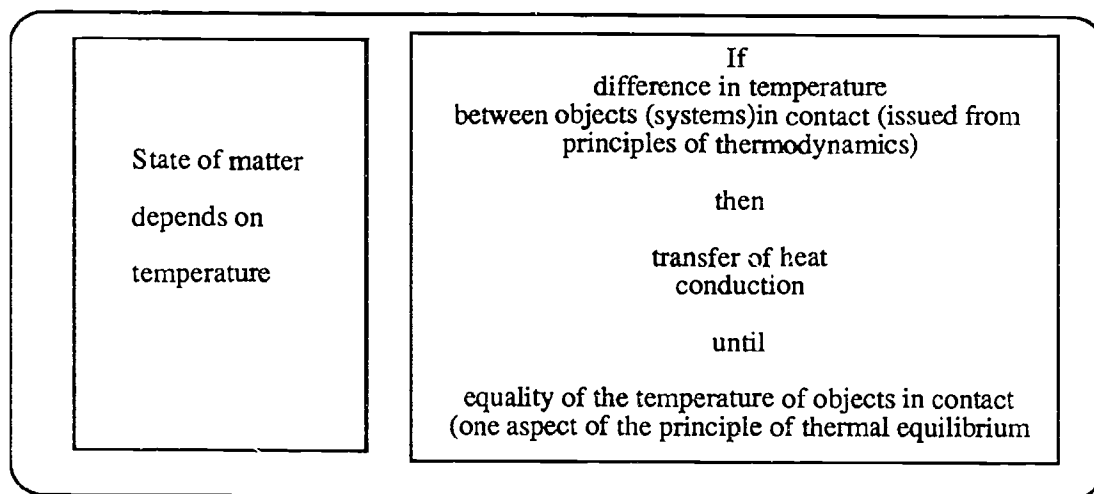 State of matter
depends on
temperature
If
difference in temperature
between objects (systems)in contact (issued from
principles of thermodynamics)
then
transfer of heat
conduction
until
equality of the temperature of objects in contact
(one aspect of the principle of thermal equilibrium